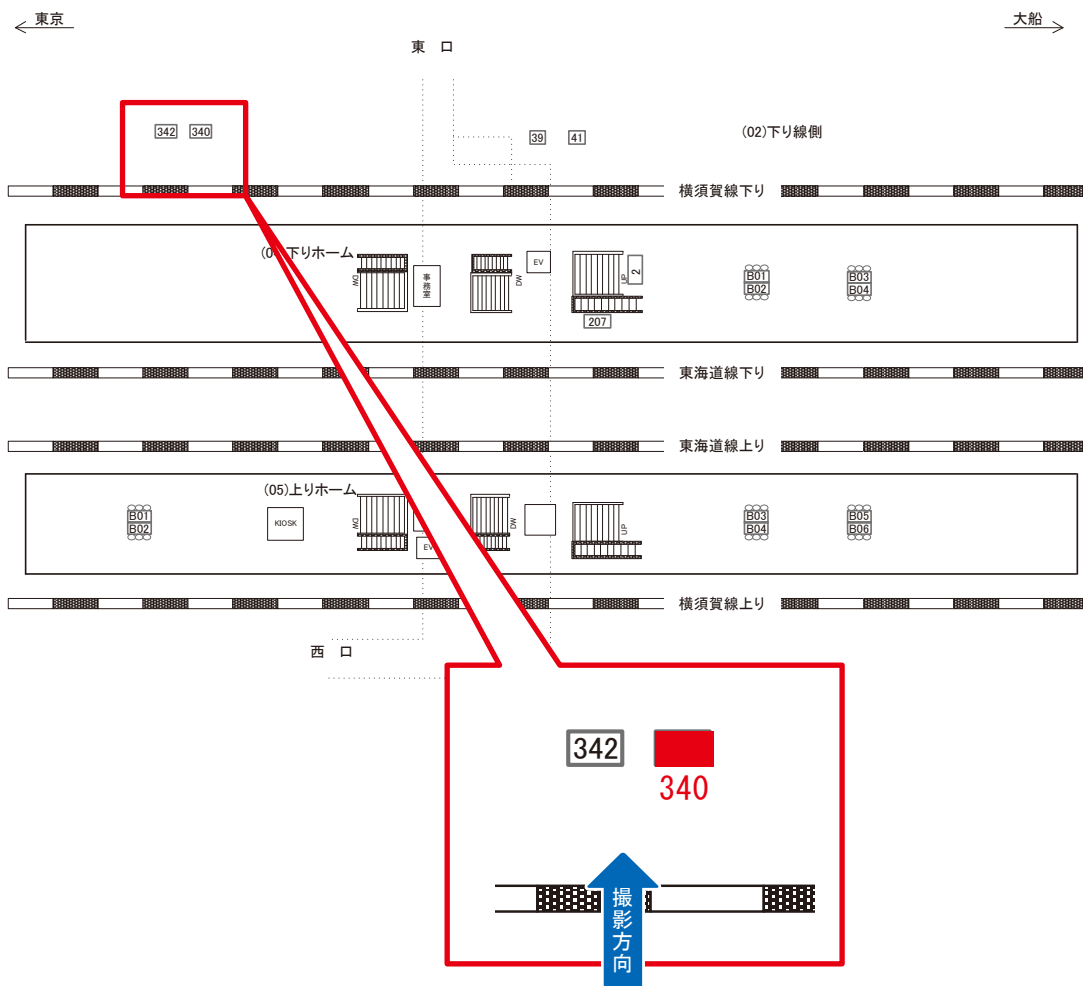 東京
大船
東 口
342
340
39
41
(02)下り線側
横須賀線下り
下りホーム
DW
事務室
DW
EV
UP
2
207
B01
B02
B03
B04
東海道線下り
東海道線上り
(05)上りホーム
B01
B02
KIOSK
DW
EV
DW
UP
B03
B04
B05
B06
横須賀線上り
西 口
342
340
撮影方向